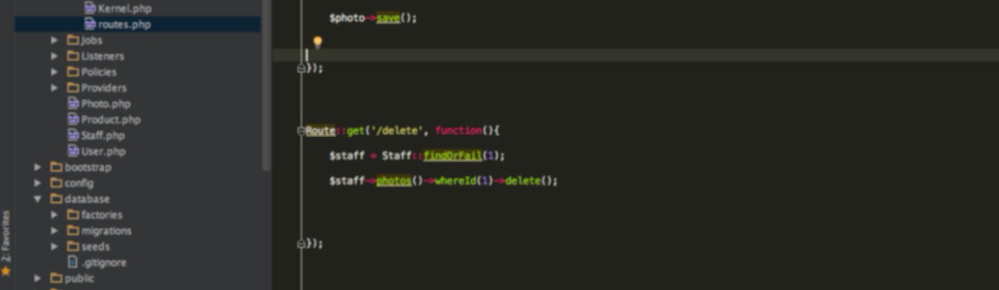 Kernel.php
routes.php
Jobs
Listeners
Policies
Providers
Photo.php
Product.php
Staff.php
User.php
bootstrap
config
database
factories
migrations
seeds
.gitignore
public
2: Favorites
$photo->save();
});
Route::get('/delete', function(){
$staff = Staff::findOrFail(1);
$staff->photos()->whereId(1)->delete();
});